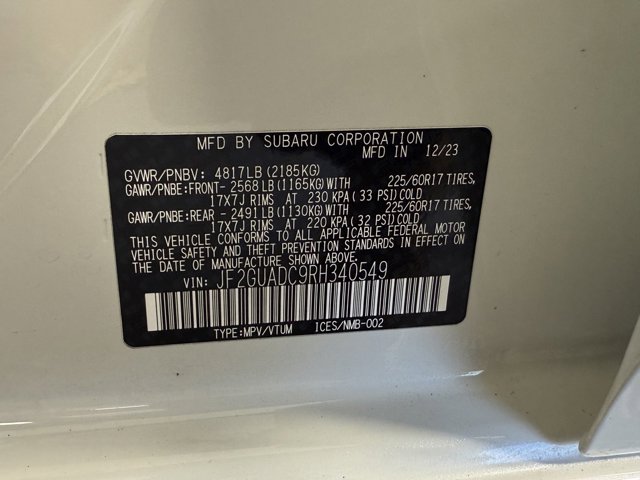 MFD BY SUBARU CORPORATION
MFD IN 12/23
GVWR/PNBV: 4817LB (2185KG)
GAWR/PNBE:FRONT- 2568 LB (1165KG)WITH 225/60R17 TIRES,
17X7J RIMS AT 230 KPA (33 PSI) COLD
GAWR/PNBE:REAR - 2491 LB (1130KG)WITH 225/60R17 TIRES,
17X7J RIMS AT 220 KPA (32 PSI) COLD
THIS VEHICLE CONFORMS TO ALL APPLICABLE FEDERAL MOTOR
VEHICLE SAFETY AND THEFT PREVENTION STANDARDS IN EFFECT ON
THE DATE OF MANUFACTURE SHOWN ABOVE.
VIN: JF2GUADC9RH340549
TYPE:MPV/VTUM ICES/NMB-002